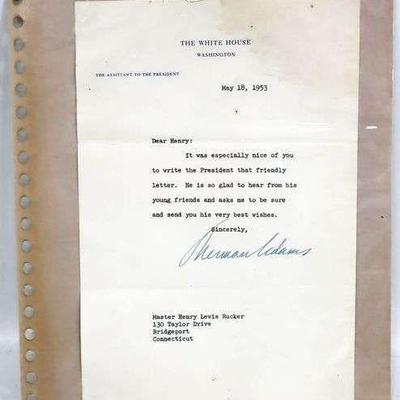 THE WHITE HOUSE
WASHINGTON
THE ASSISTANT TO THE PRESIDENT
May 18, 1953
Dear Henry:
It was especially nice of you
to write the President that friendly
letter. He is so glad to hear from his
young friends and asks me to be sure
and send you his very best wishes.
Sincerely,
Sherman Adams
Master Henry Lewis Rucker
130 Taylor Drive
Bridgeport
Connecticut